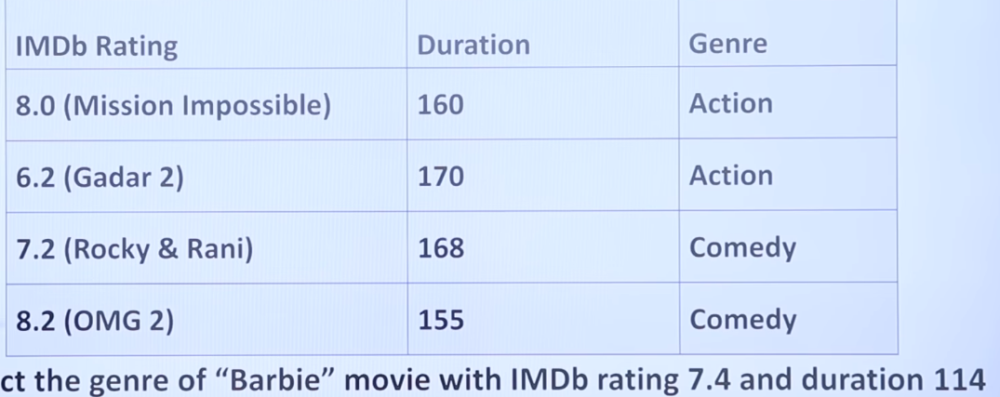 IMDb Rating Duration Genre
8.0 (Mission Impossible) 160 Action
6.2 (Gadar 2) 170 Action
7.2 (Rocky & Rani) 168 Comedy
8.2 (OMG 2) 155 Comedy
ct the genre of “Barbie” movie with IMDb rating 7.4 and duration 114